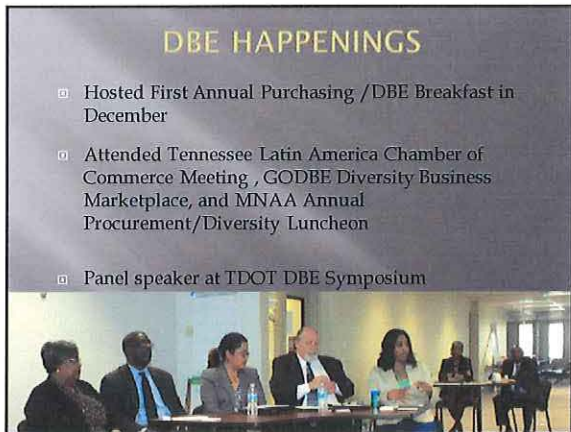 DBE HAPPENINGS
Hosted First Annual Purchasing /DBE Breakfast in
December
Attended Tennessee Latin America Chamber of
Commerce Meeting , GODBE Diversity Business
Marketplace, and MNAA Annual
Procurement/Diversity Luncheon
Panel speaker at TDOT DBE Symposium